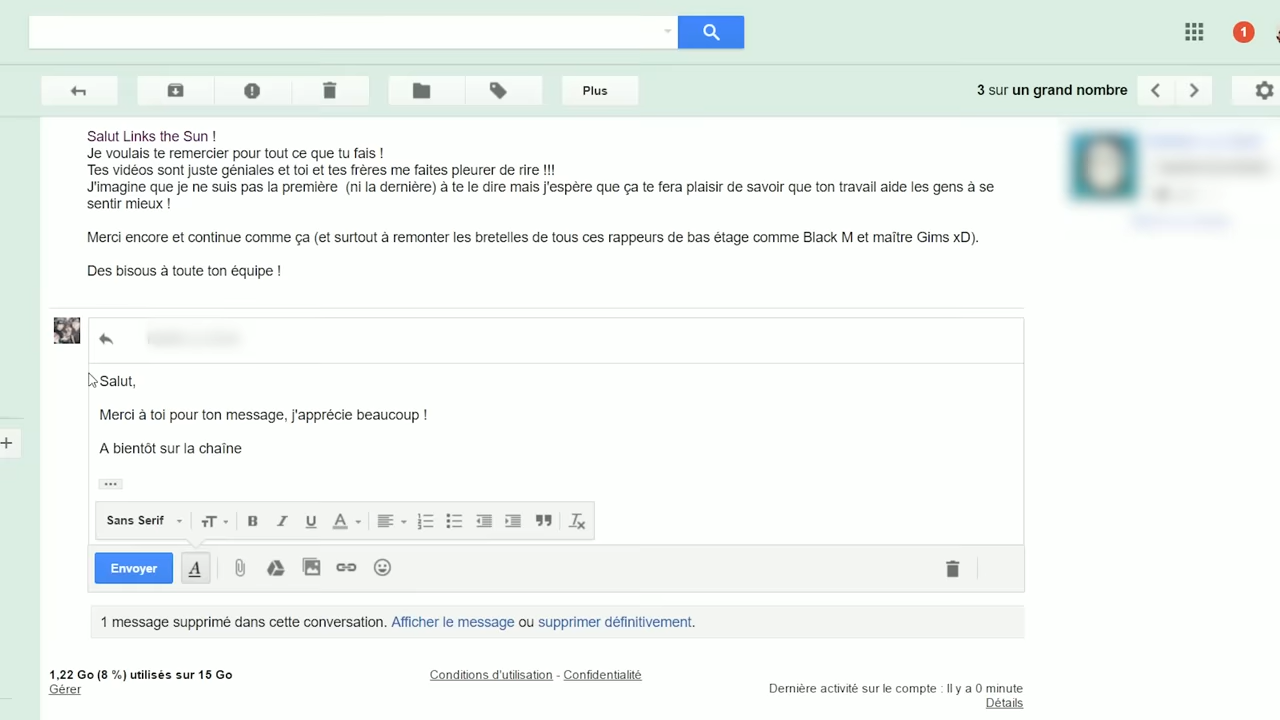 1
Plus
3 sur un grand nombre
Salut Links the Sun !
Je voulais te remercier pour tout ce que tu fais !
Tes vidéos sont juste géniales et toi et tes frères me faites pleurer de rire !!!
J'imagine que je ne suis pas la première  (ni la dernière) à te le dire mais j'espère que ça te fera plaisir de savoir que ton travail aide les gens à se
sentir mieux !
Merci encore et continue comme ça (et surtout à remonter les bretelles de tous ces rappeurs de bas étage comme Black M et maître Gims xD).
Des bisous à toute ton équipe !
Salut,
Merci à toi pour ton message, j'apprécie beaucoup !
A bientôt sur la chaîne
Sans Serif
Envoyer
1 message supprimé dans cette conversation. Afficher le message ou supprimer définitivement.
1,22 Go (8 %) utilisés sur 15 Go
Gérer
Conditions d'utilisation - Confidentialité
Dernière activité sur le compte : Il y a 0 minute
Détails